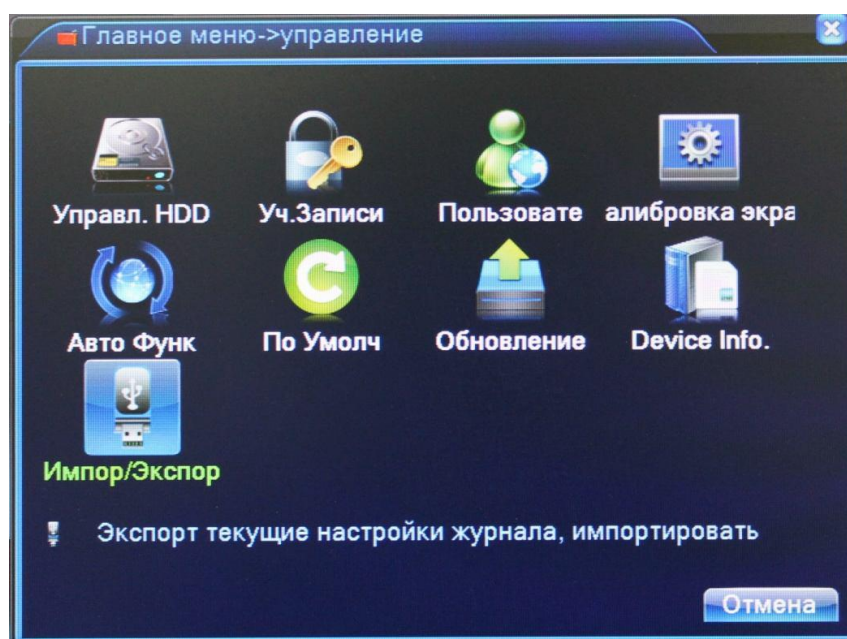 Главное меню->управление
Управл. HDD Уч.Записи Пользовате алибровка экра
Авто Функ По Умолч Обновление Device Info.
Импор/Экспор
Экспорт текущие настройки журнала, импортировать
Отмена